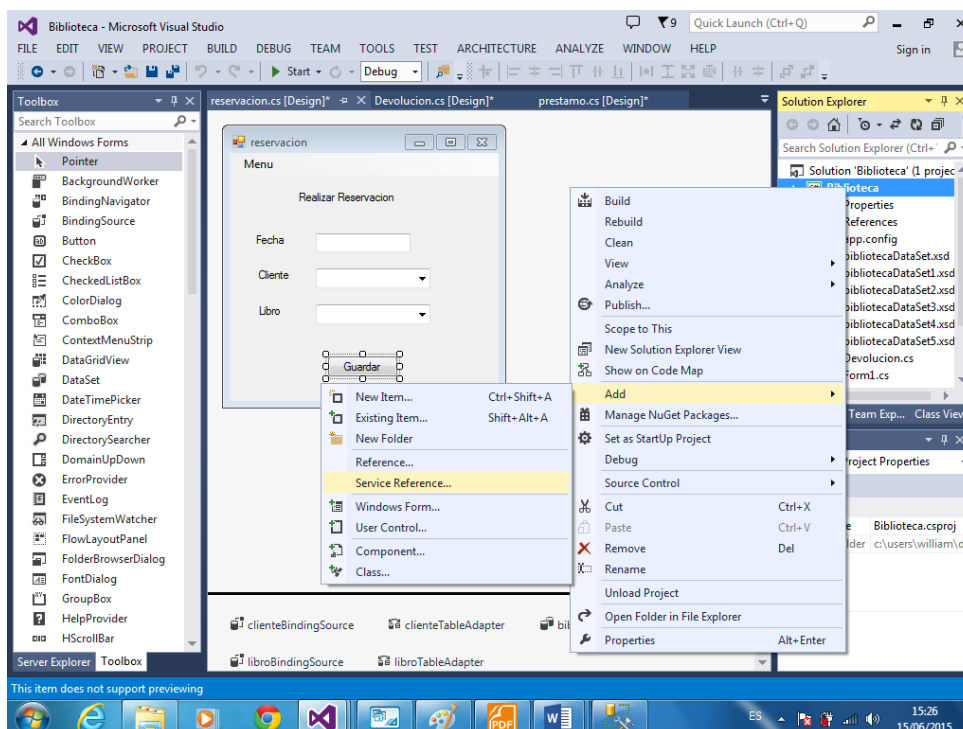 Biblioteca - Microsoft Visual Studio
9
Quick Launch (Ctrl+Q)
FILE EDIT VIEW PROJECT BUILD DEBUG TEAM TOOLS TEST ARCHITECTURE ANALYZE WINDOW HELP
Sign in
Start
Debug
Toolbox
Search Toolbox
All Windows Forms
Pointer
BackgroundWorker
BindingNavigator
BindingSource
Button
CheckBox
CheckedListBox
ColorDialog
ComboBox
ContextMenuStrip
DataGridView
DataSet
DateTimePicker
DirectoryEntry
DirectorySearcher
DomainUpDown
ErrorProvider
EventLog
FileSystemWatcher
FlowLayoutPanel
FolderBrowserDialog
FontDialog
GroupBox
HelpProvider
HScrollBar
Server Explorer Toolbox
reservacion.cs [Design]* Devolucion.cs [Design]* prestamo.cs [Design]*
reservacion
Menu
Realizar Reservacion
Fecha
Cliente
Libro
Guardar
New Item... Ctrl+Shift+A
Existing Item... Shift+Alt+A
New Folder
Reference...
Service Reference...
Windows Form...
User Control...
Component...
Class...
Build
Rebuild
Clean
View
Analyze
Publish...
Scope to This
New Solution Explorer View
Show on Code Map
Add
Manage NuGet Packages...
Set as StartUp Project
Debug
Source Control
Cut Ctrl+X
Paste Ctrl+V
Remove Del
Rename
Unload Project
Open Folder in File Explorer
Properties Alt+Enter
clienteBindingSource clienteTableAdapter bib
libroBindingSource libroTableAdapter
Solution Explorer
Search Solution Explorer (Ctrl+
Solution 'Biblioteca' (1 projec
Biblioteca
Properties
References
app.config
bibliotecaDataSet.xsd
bibliotecaDataSet1.xsd
bibliotecaDataSet2.xsd
bibliotecaDataSet3.xsd
bibliotecaDataSet4.xsd
bibliotecaDataSet5.xsd
Devolucion.cs
Form1.cs
Team Exp... Class View
Project Properties
e Biblioteca.csproj
lder c:\users\william\d
This item does not support previewing
PDF
ES
15:26
15/06/2015